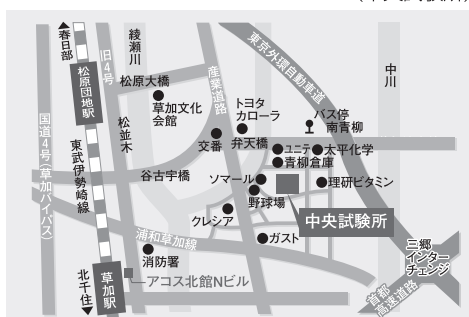 ▲春日部
松原団地駅
旧4号
綾瀬川
松原大橋
草加文化
会館
松並木
産業道路
トヨタ
カローラ
東京外環自動車道
中川
バス停
南青柳
交番
弁天橋
ユニテ
太平化学
青柳倉庫
国道4号(草加バイパス)
東武伊勢崎線
谷古宇橋
ソマール
理研ビタミン
野球場
クレシア
中央試験所
浦和草加線
ガスト
消防署
三郷
インター
チェンジ
北千住▼
草加駅
アコス北館Nビル
首都
高速道路